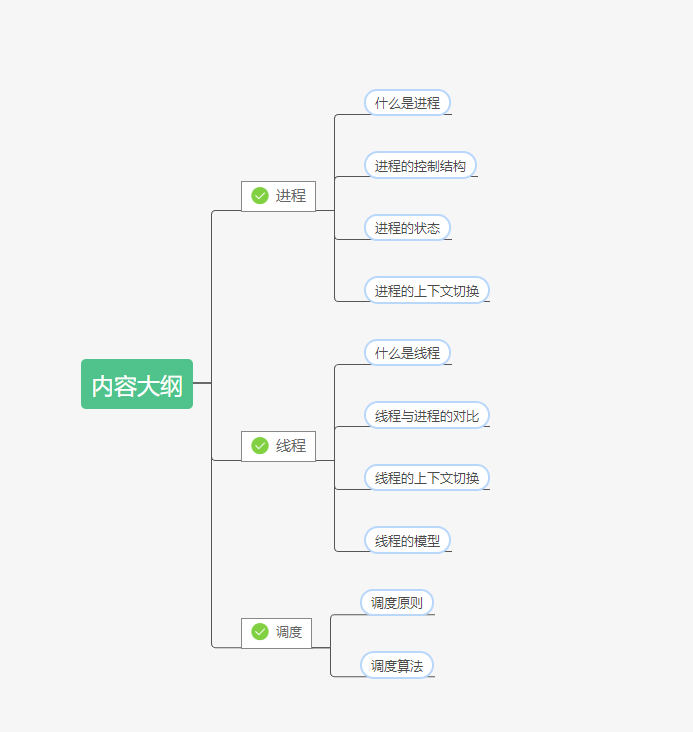 内容大纲
进程
什么是进程
进程的控制结构
进程的状态
进程的上下文切换
线程
什么是线程
线程与进程的对比
线程的上下文切换
线程的模型
调度
调度原则
调度算法